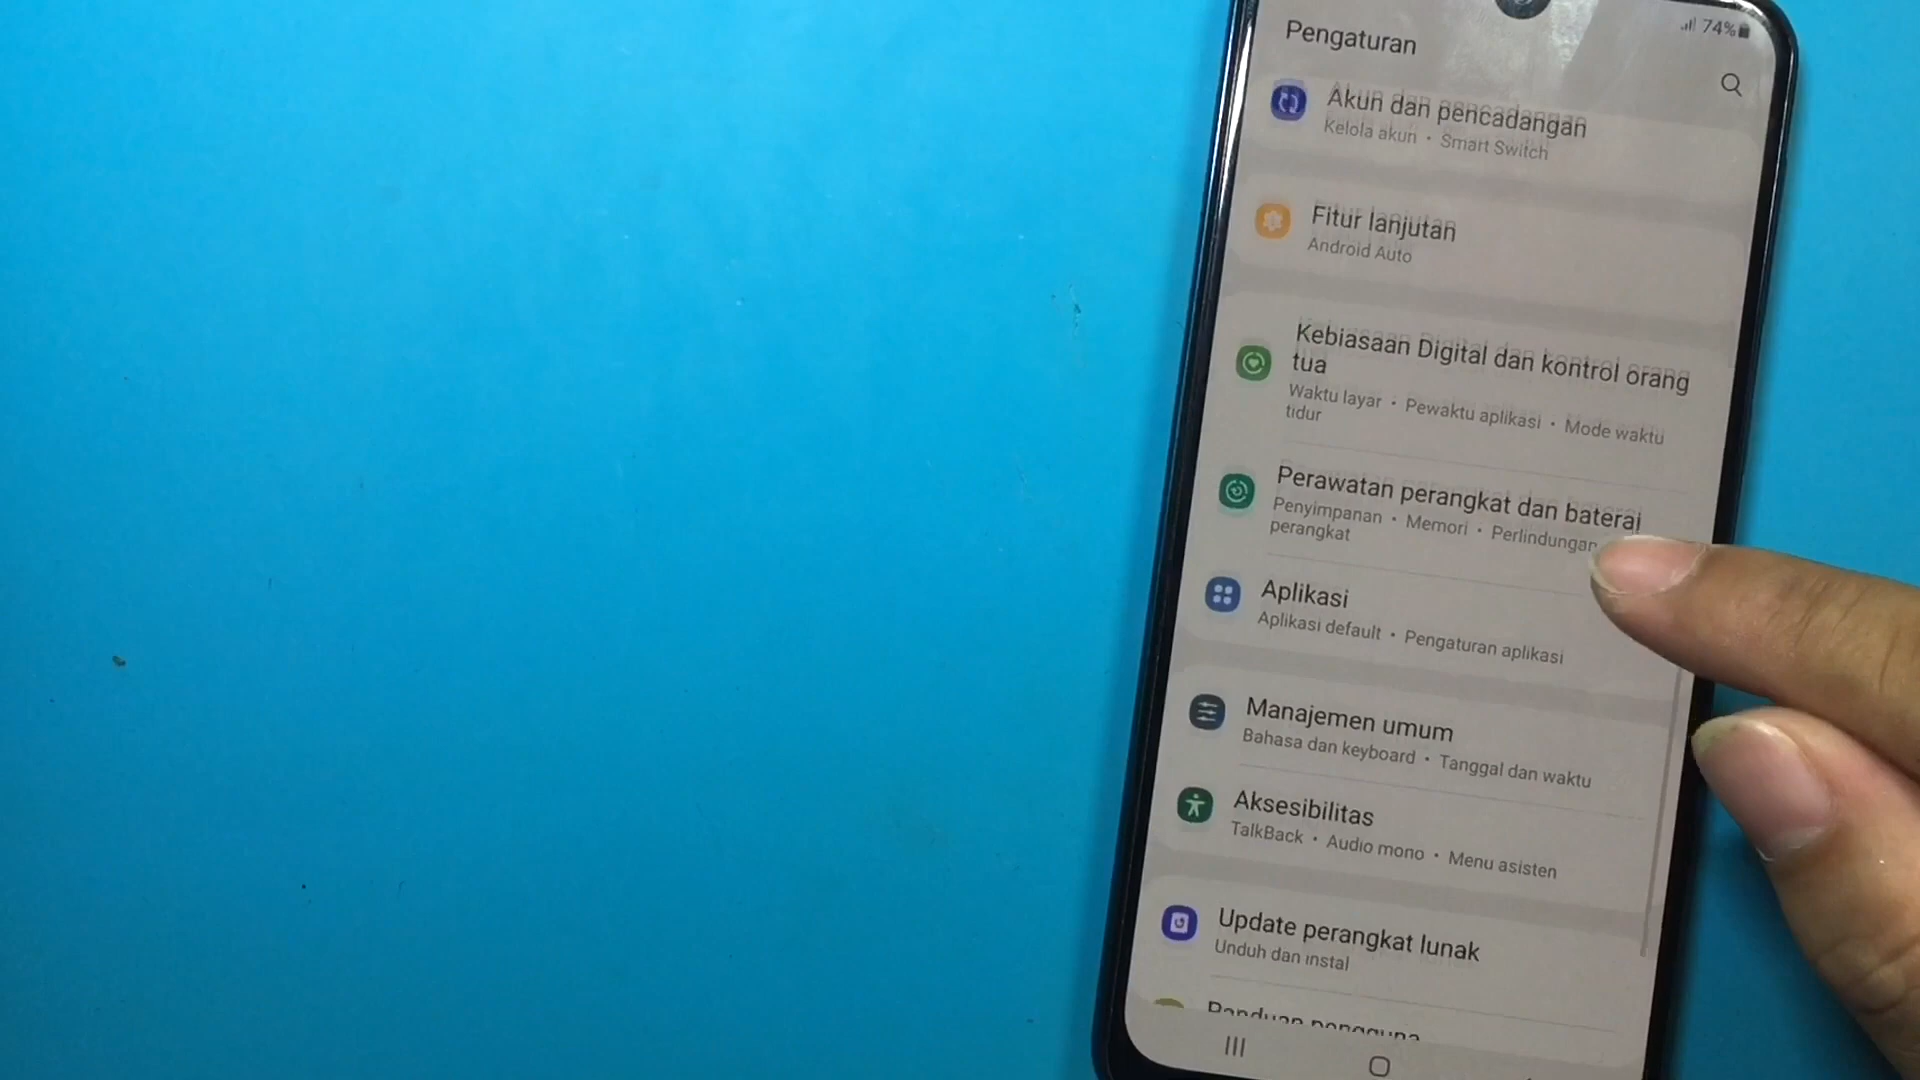 74%
Pengaturan
Akun dan pencadangan
Kelola akun • Smart Switch
Fitur lanjutan
Android Auto
Kebiasaan Digital dan kontrol orang
tua
Waktu layar • Pewaktu aplikasi • Mode waktu
tidur
Perawatan perangkat dan baterai
Penyimpanan • Memori • Perlindungan
perangkat
Aplikasi
Aplikasi default • Pengaturan aplikasi
Manajemen umum
Bahasa dan keyboard • Tanggal dan waktu
Aksesibilitas
TalkBack • Audio mono • Menu asisten
Update perangkat lunak
Unduh dan instal
Panduan pengguna